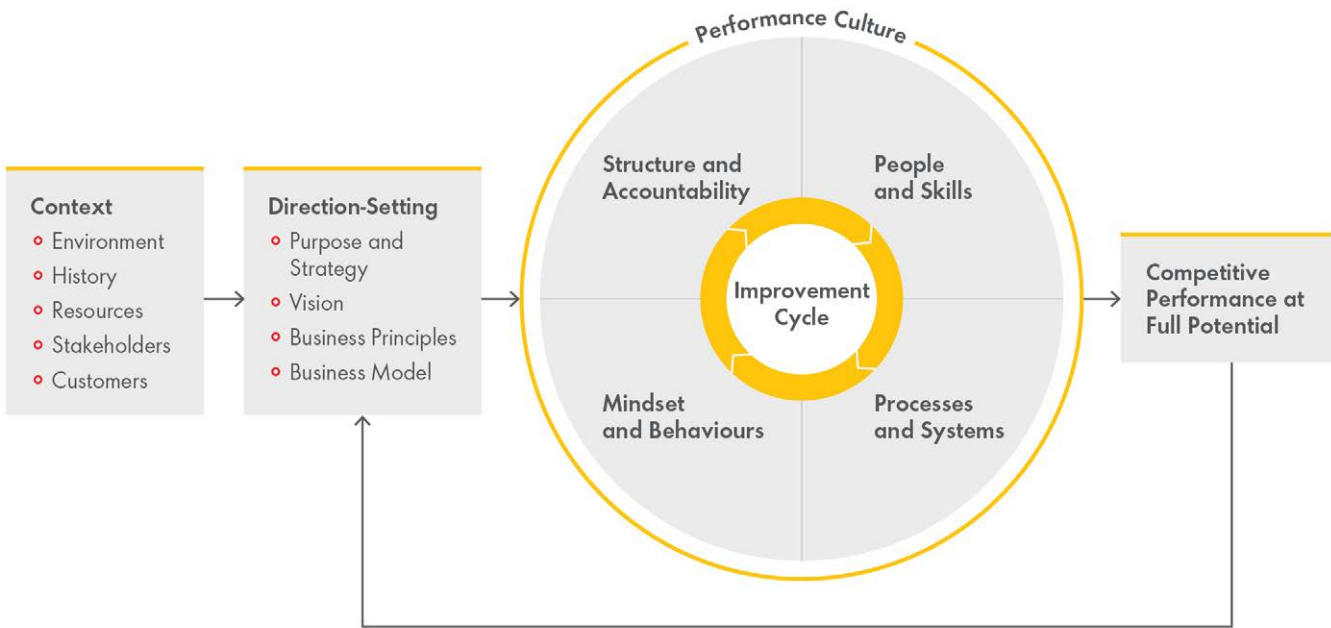 Performance Culture
Context
Environment
History
Resources
Stakeholders
Customers
Direction-Setting
Purpose and
Strategy
Vision
Business Principles
Business Model
Structure and
Accountability
People
and Skills
Improvement
Cycle
Mindset
and Behaviours
Processes
and Systems
Competitive
Performance at
Full Potential